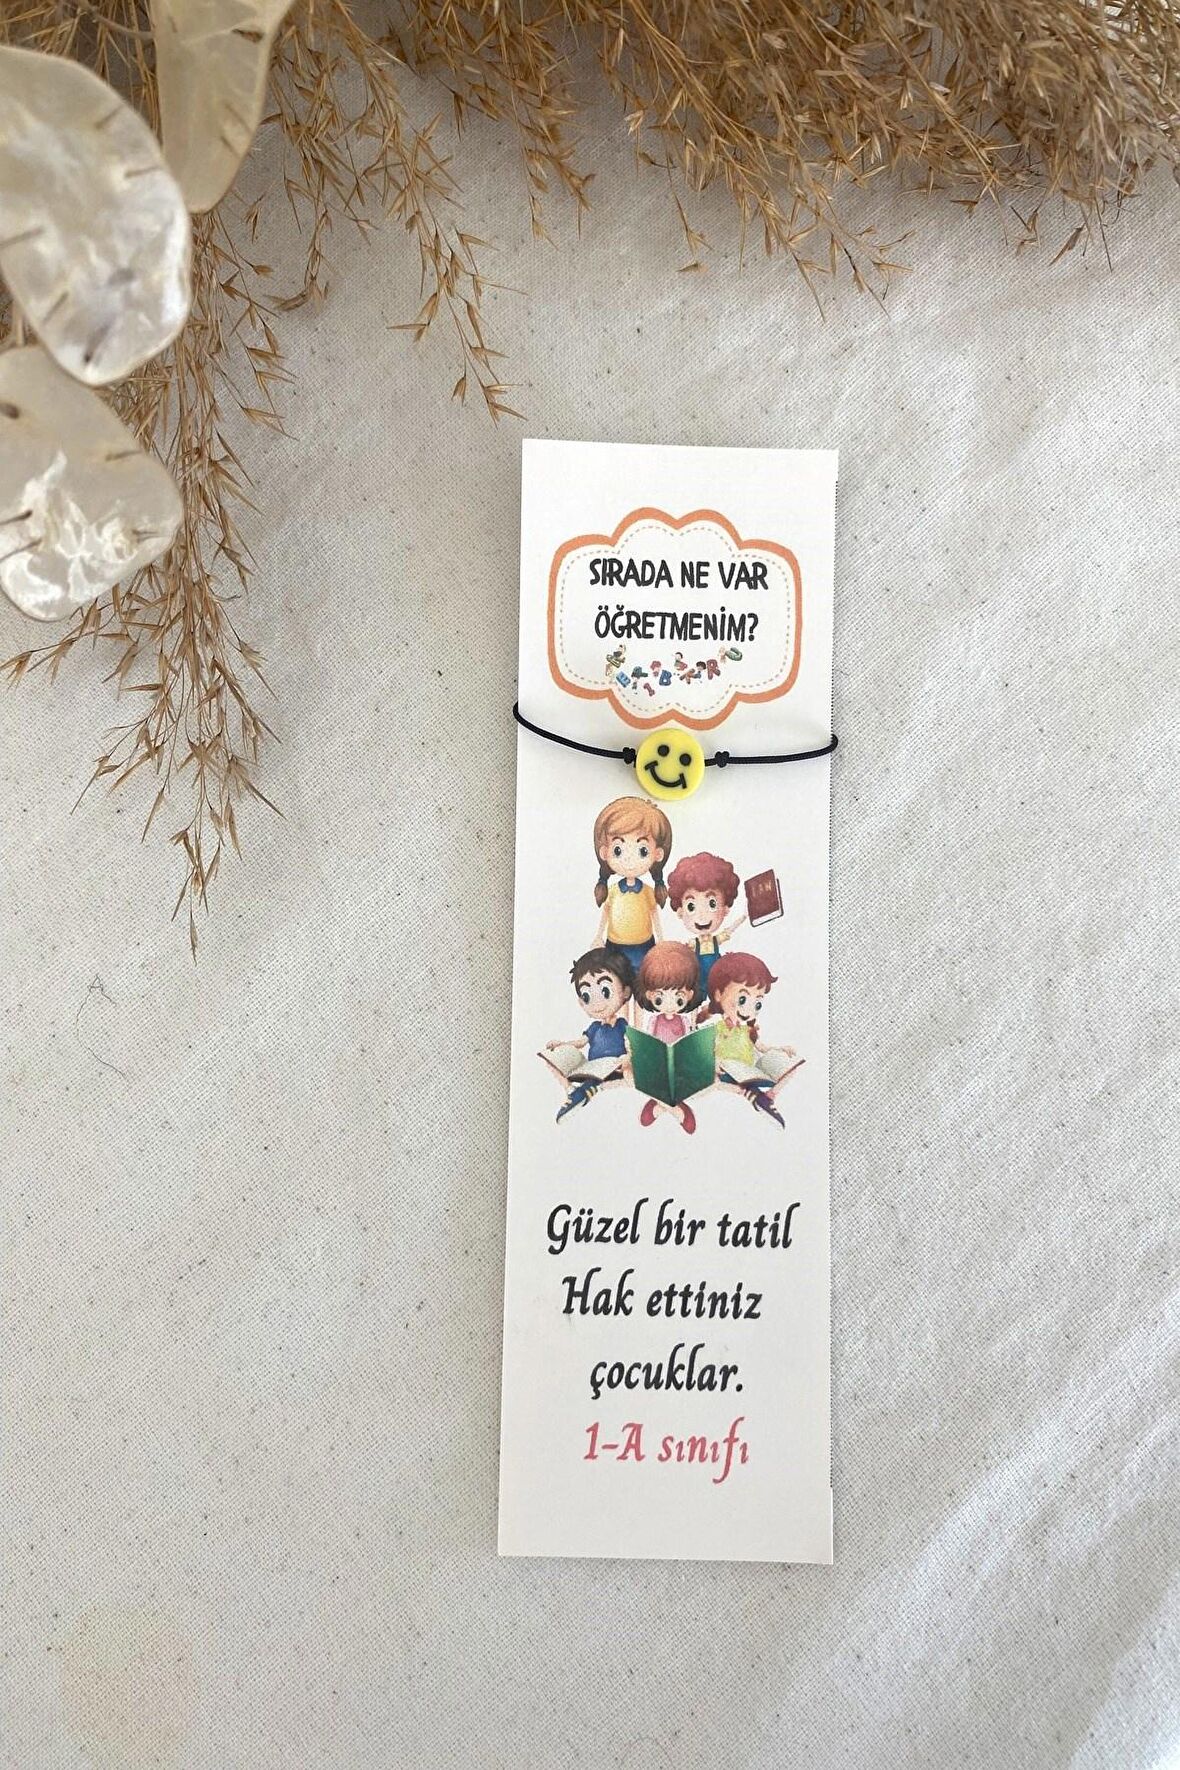 SIRADA NE VAR
ÖĞRETMENİM?
Güzel bir tatil
Hak ettiniz
çocuklar.
1-A sınıfı